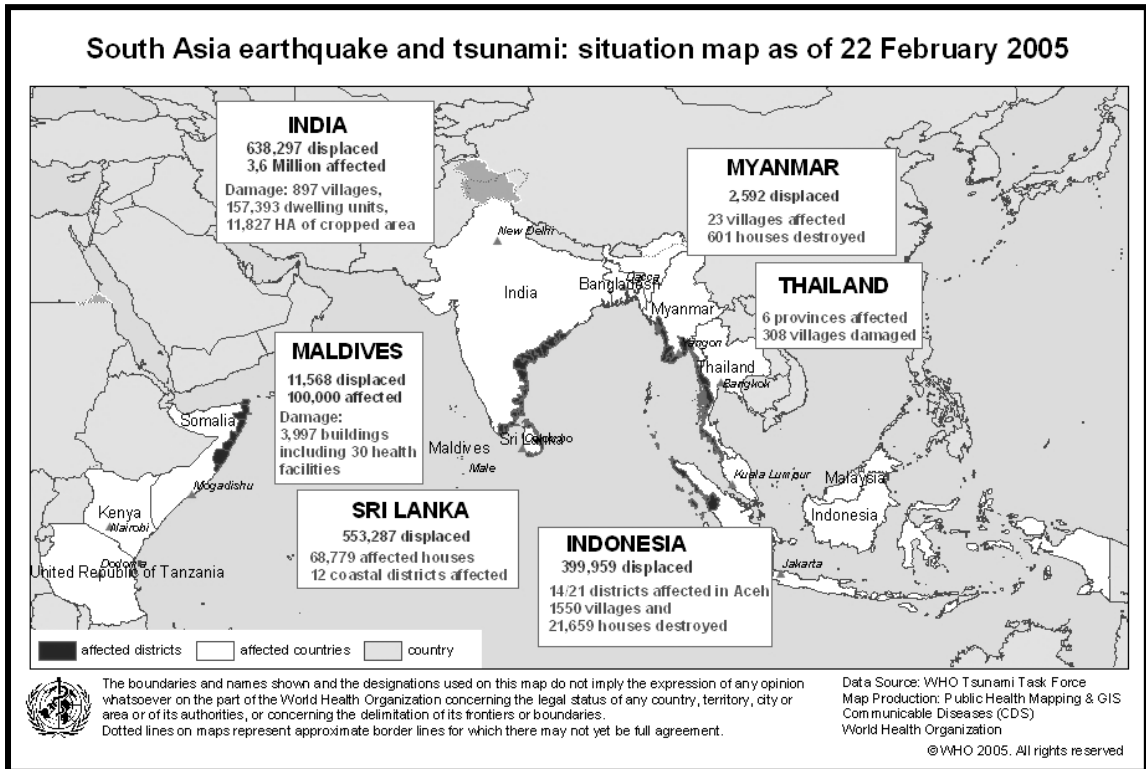 South Asia earthquake and tsunami: situation map as of 22 February 2005
INDIA
638,297 displaced
3,6 Million affected
Damage: 897 villages,
157,393 dwelling units,
11,827 HA of cropped area
MYANMAR
2,592 displaced
23 villages affected
601 houses destroyed
THAILAND
6 provinces affected
308 villages damaged
MALDIVES
11,568 displaced
100,000 affected
Damage:
3,997 buildings
including 30 health
facilities
SRI LANKA
553,287 displaced
68,779 affected houses
12 coastal districts affected
INDONESIA
399,959 displaced
14/21 districts affected in Aceh
1550 villages and
21,659 houses destroyed
New Delhi
India
Bangladesh
Dacca
Myanmar
Yangon
Thailand
Bangkok
Somalia
Mogadishu
Maldives
Male
Sri Lanka
Colombo
Kenya
Nairobi
Dodoma
United Republic of Tanzania
Kuala Lumpur
Malaysia
Indonesia
Jakarta
affected districts
affected countries
country
The boundaries and names shown and the designations used on this map do not imply the expression of any opinion
whatsoever on the part of the World Health Organization concerning the legal status of any country, territory, city or
area or of its authorities, or concerning the delimitation of its frontiers or boundaries.
Dotted lines on maps represent approximate border lines for which there may not yet be full agreement.
Data Source: WHO Tsunami Task Force
Map Production: Public Health Mapping & GIS
Communicable Diseases (CDS)
World Health Organization
© WHO 2005. All rights reserved